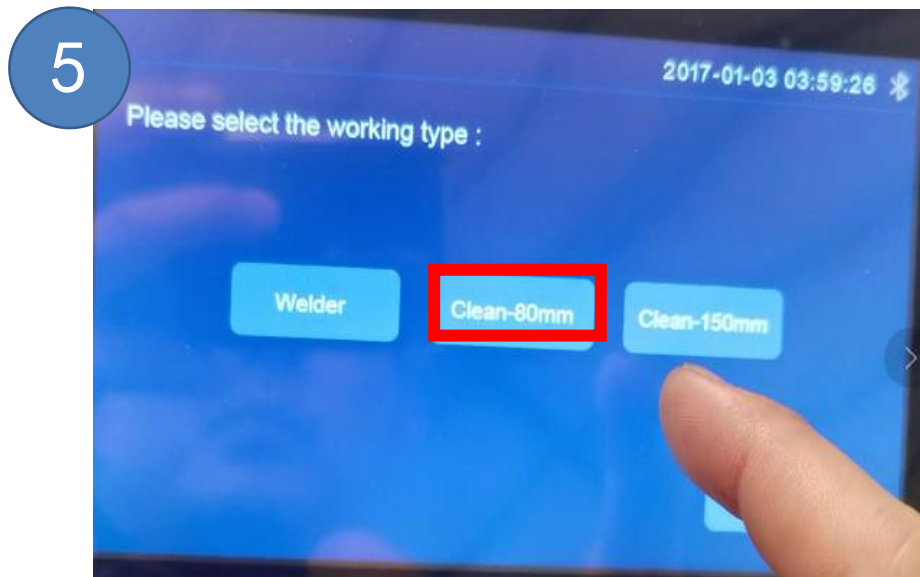 5
2017-01-03 03:59:26
Please select the working type :
Welder
Clean-80mm
Clean-150mm